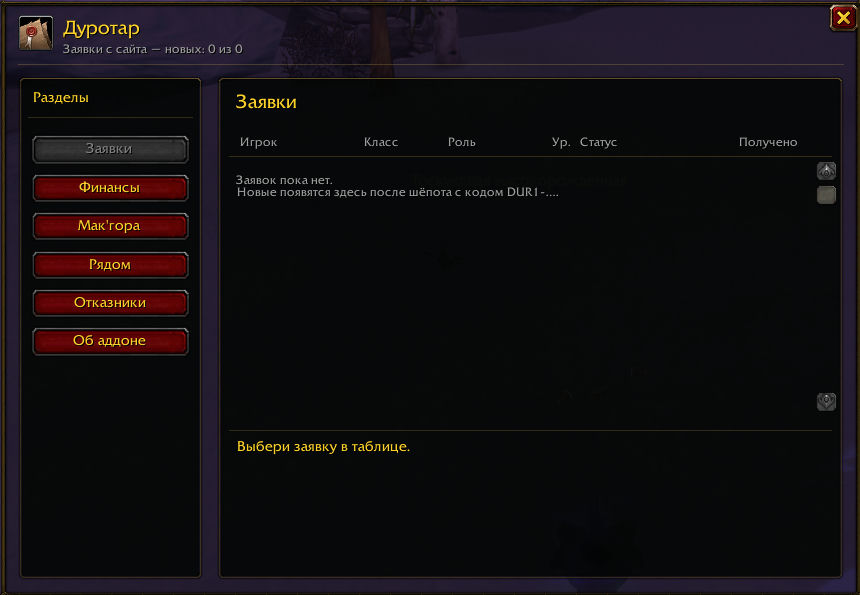 Дуротар
Заявки с сайта — новых: 0 из 0
Разделы
Заявки
Финансы
Мак'гора
Рядом
Отказники
Об аддоне
Заявки
Игрок Класс Роль Ур. Статус Получено
Заявок пока нет.
Новые появятся здесь после шёпота с кодом DUR1-....
Выбери заявку в таблице.